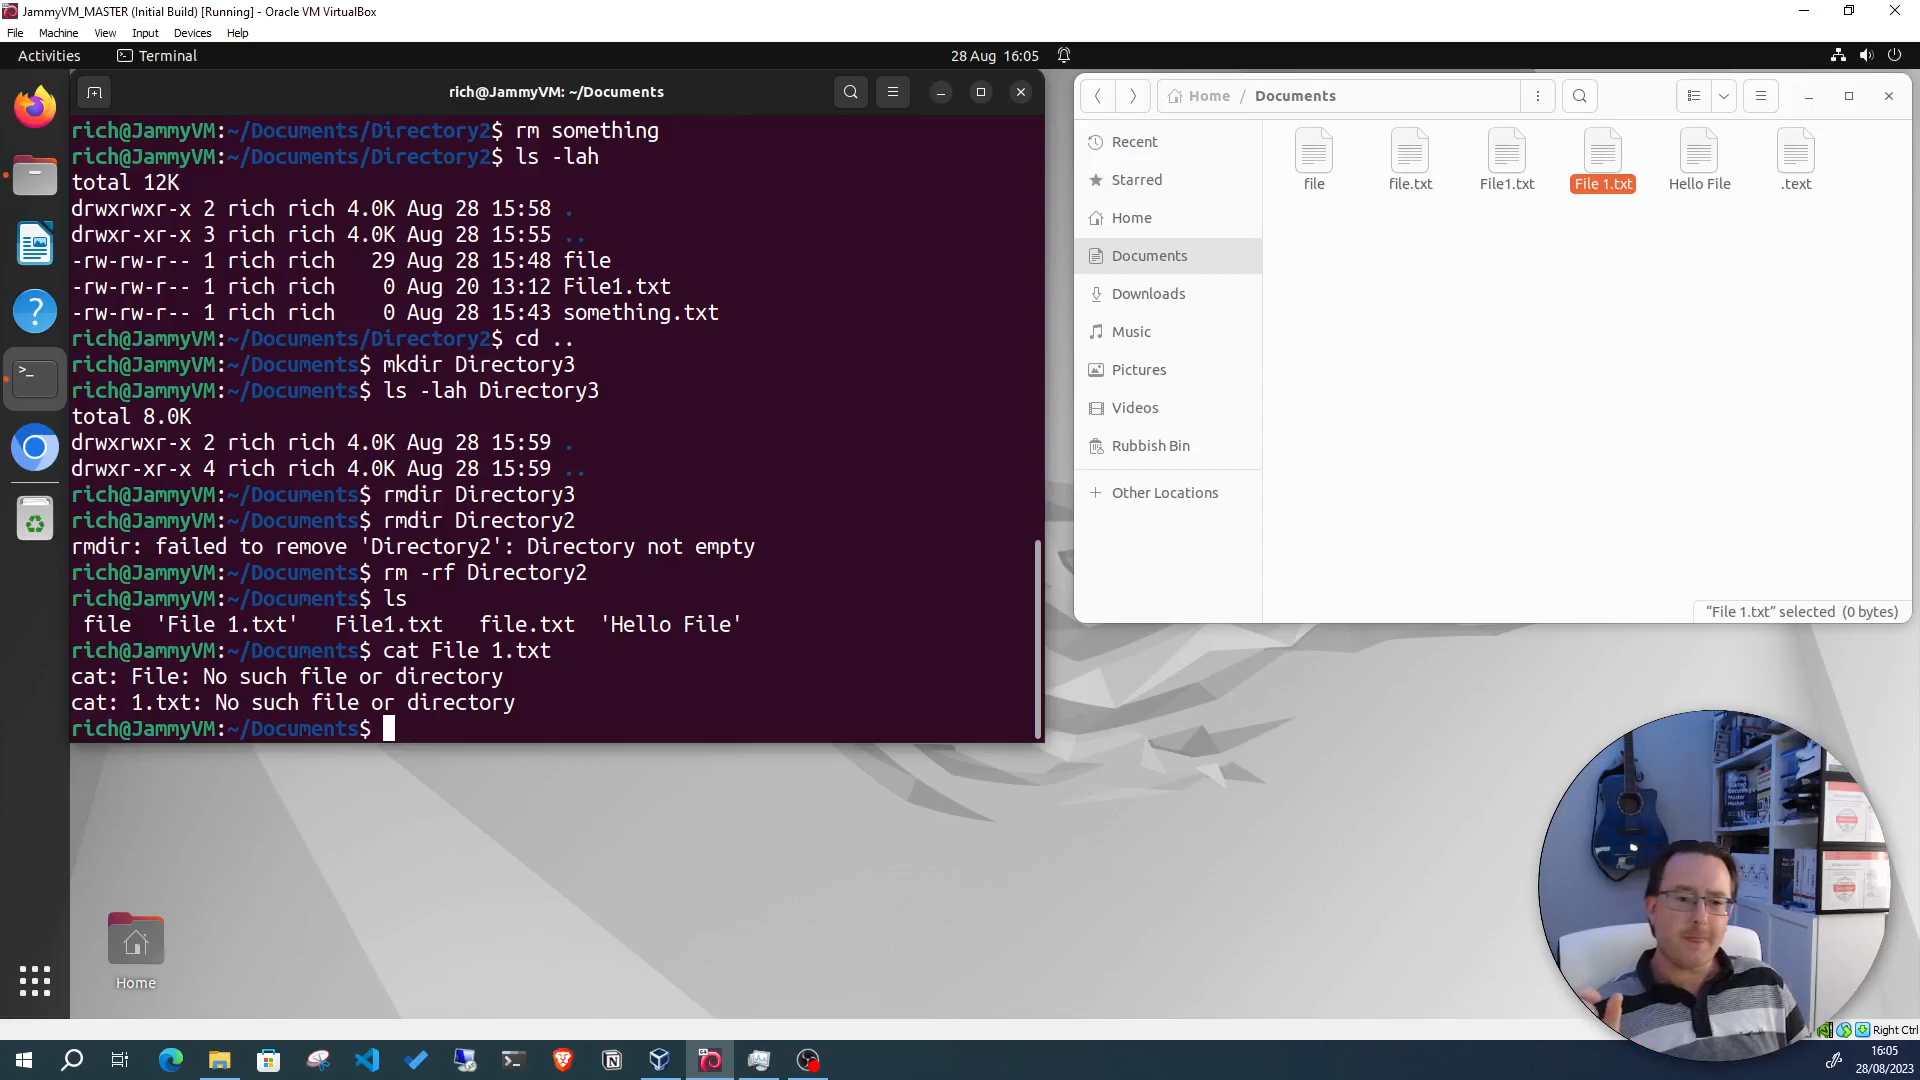 JammyVM_MASTER (Initial Build) [Running] - Oracle VM VirtualBox
File Machine View Input Devices Help
Activities Terminal 28 Aug 16:05
rich@JammyVM: ~/Documents
rich@JammyVM:~/Documents/Directory2$ rm something
rich@JammyVM:~/Documents/Directory2$ ls -lah
total 12K
drwxrwxr-x 2 rich rich 4.0K Aug 28 15:58 .
drwxr-xr-x 3 rich rich 4.0K Aug 28 15:55 ..
-rw-rw-r-- 1 rich rich 29 Aug 28 15:48 file
-rw-rw-r-- 1 rich rich 0 Aug 20 13:12 File1.txt
-rw-rw-r-- 1 rich rich 0 Aug 28 15:43 something.txt
rich@JammyVM:~/Documents/Directory2$ cd ..
rich@JammyVM:~/Documents$ mkdir Directory3
rich@JammyVM:~/Documents$ ls -lah Directory3
total 8.0K
drwxrwxr-x 2 rich rich 4.0K Aug 28 15:59 .
drwxr-xr-x 4 rich rich 4.0K Aug 28 15:59 ..
rich@JammyVM:~/Documents$ rmdir Directory3
rich@JammyVM:~/Documents$ rmdir Directory2
rmdir: failed to remove 'Directory2': Directory not empty
rich@JammyVM:~/Documents$ rm -rf Directory2
rich@JammyVM:~/Documents$ ls
file 'File 1.txt' File1.txt file.txt 'Hello File'
rich@JammyVM:~/Documents$ cat File 1.txt
cat: File: No such file or directory
cat: 1.txt: No such file or directory
rich@JammyVM:~/Documents$
Home / Documents
Recent
Starred
Home
Documents
Downloads
Music
Pictures
Videos
Rubbish Bin
+ Other Locations
file file.txt File1.txt File 1.txt Hello File .text
“File 1.txt” selected (0 bytes)
Home
Right Ctrl
16:05
28/08/2023